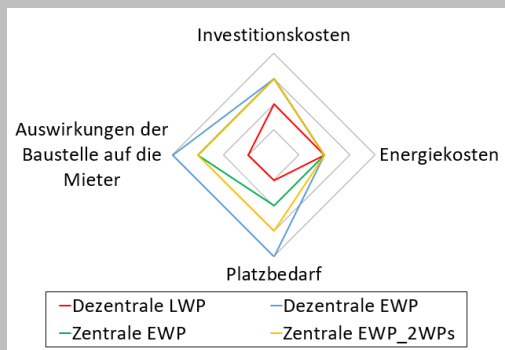 Investitionskosten
Auswirkungen der
Baustelle auf die
Mieter
Energiekosten
Platzbedarf
Dezentrale LWP
Dezentrale EWP
Zentrale EWP
Zentrale EWP_2WPs